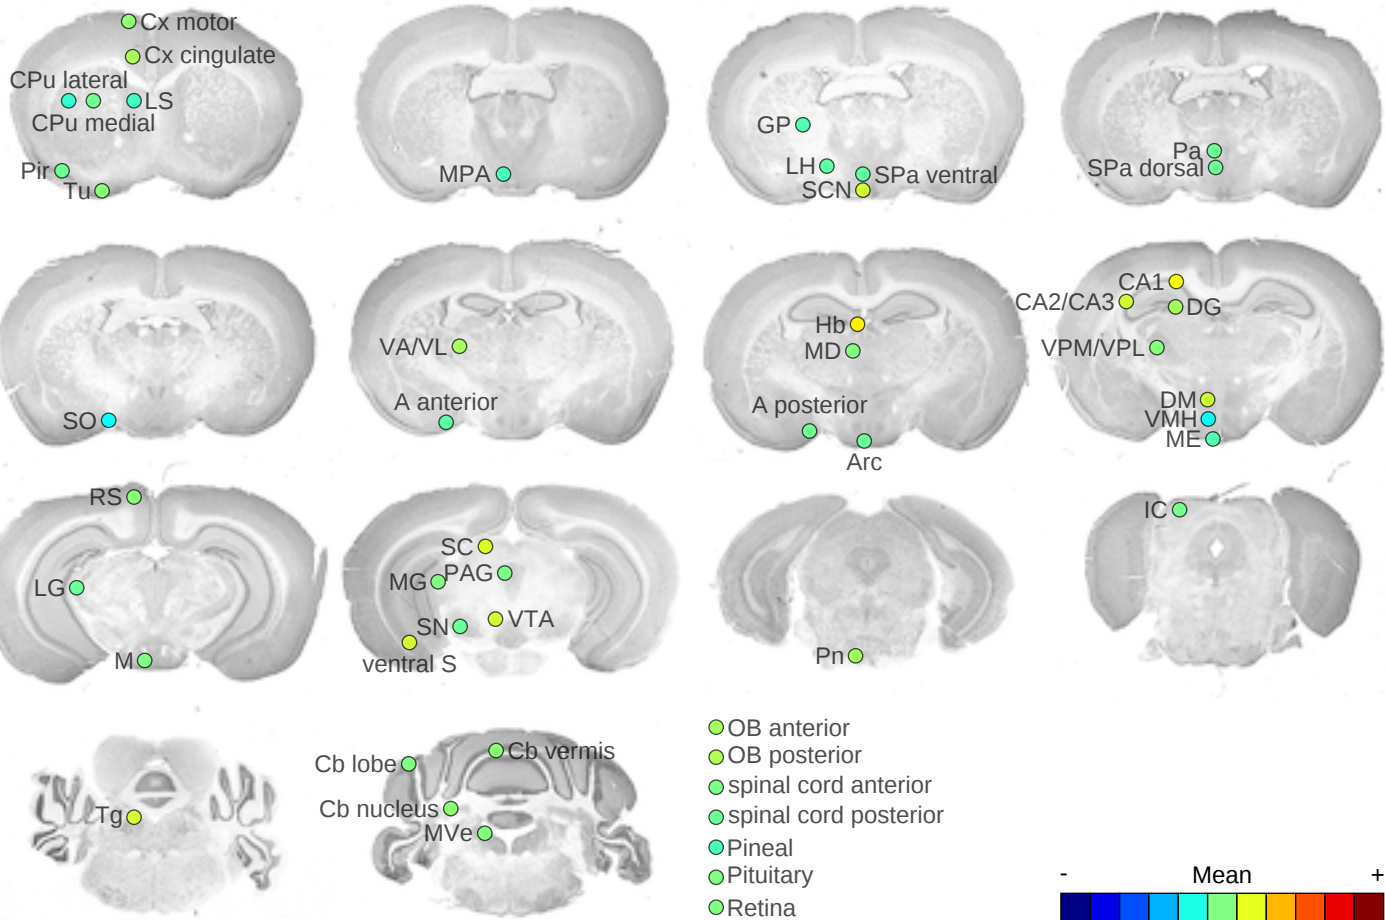 Cx motor
Cx cingulate
CPu lateral
LS
CPu medial
Pir
Tu
MPA
GP
LH
SPa ventral
SCN
Pa
SPa dorsal
SO
VA/VL
A anterior
Hb
MD
A posterior
Arc
CA1
CA2/CA3
DG
VPM/VPL
DM
VMH
ME
RS
LG
M
SC
MG
PAG
SN
VTA
ventral S
Pn
IC
Tg
Cb lobe
Cb vermis
Cb nucleus
MVe
OB anterior
OB posterior
spinal cord anterior
spinal cord posterior
Pineal
Pituitary
Retina
- Mean +